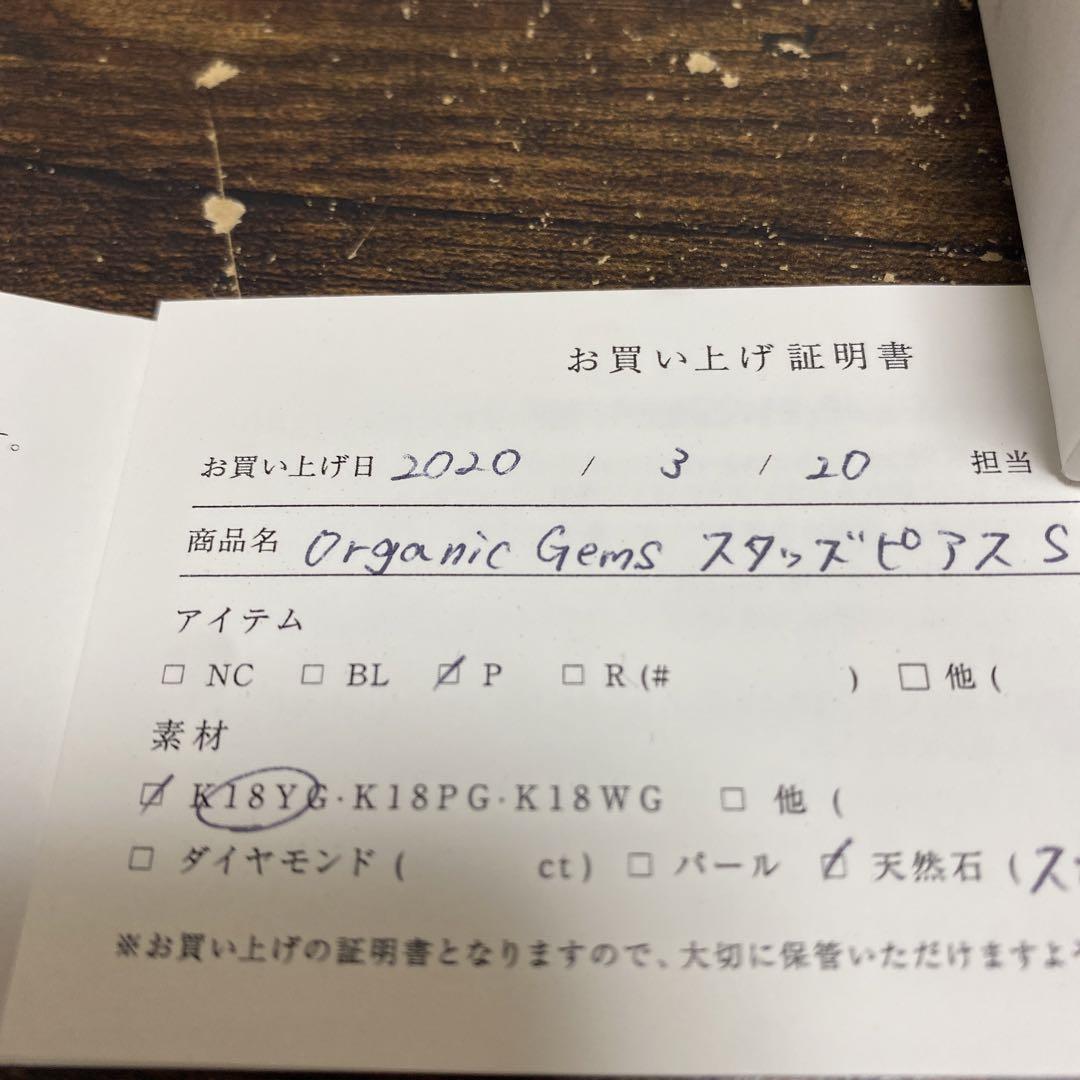 す。
お買い上げ証明書
お買い上げ日 2020 / 3 / 20 担当
商品名 Organic Gems スタッズピアス S
アイテム
□ NC □ BL ☑ P □ R (# ) □ 他 (
素材
☑ K18YG・K18PG・K18WG □ 他 (
□ ダイヤモンド ( ct) □ パール ☑ 天然石 (ス
※お買い上げの証明書となりますので、大切に保管いただけますよ